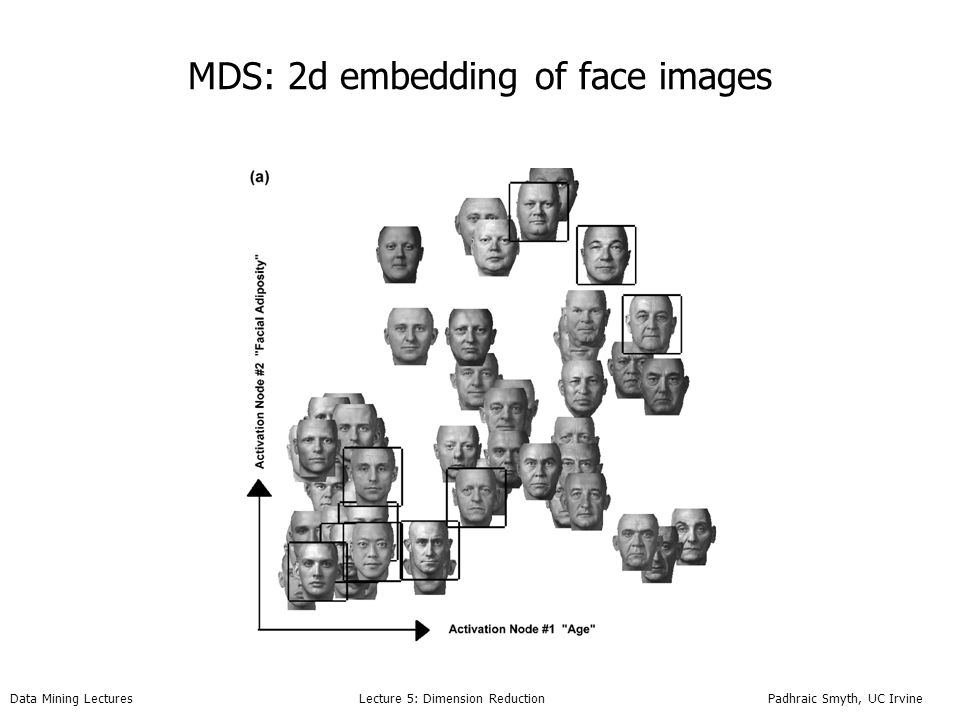 MDS: 2d embedding of face images
(a)
Activation Node #2 "Facial Adiposity"
Activation Node #1 "Age"
Data Mining Lectures
Lecture 5: Dimension Reduction
Padhraic Smyth, UC Irvine